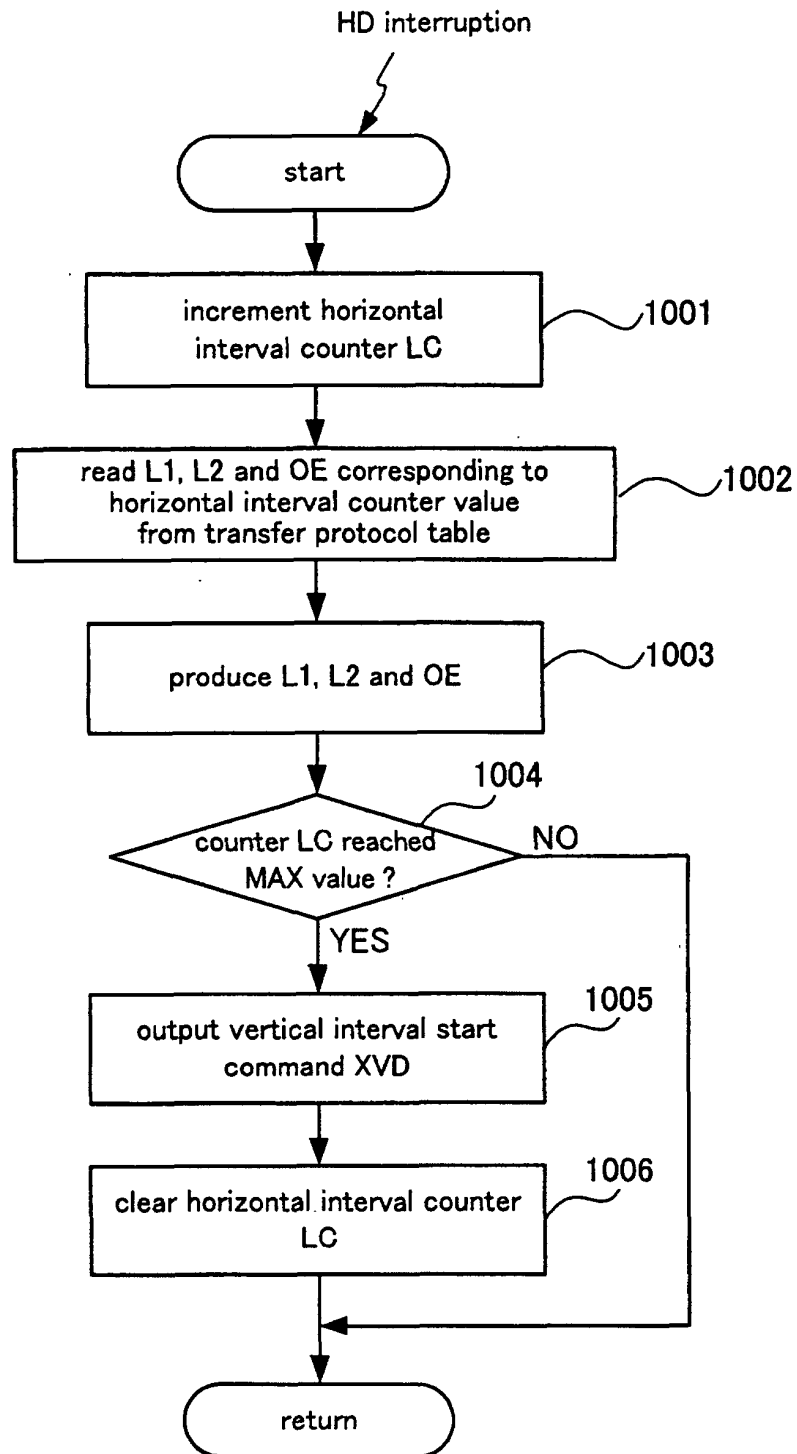 HD interruption
start
increment horizontal
interval counter LC
1001
read L1, L2 and OE corresponding to
horizontal interval counter value
from transfer protocol table
1002
produce L1, L2 and OE
1003
1004
counter LC reached
MAX value ?
NO
YES
output vertical interval start
command XVD
1005
clear horizontal interval counter
LC
1006
return